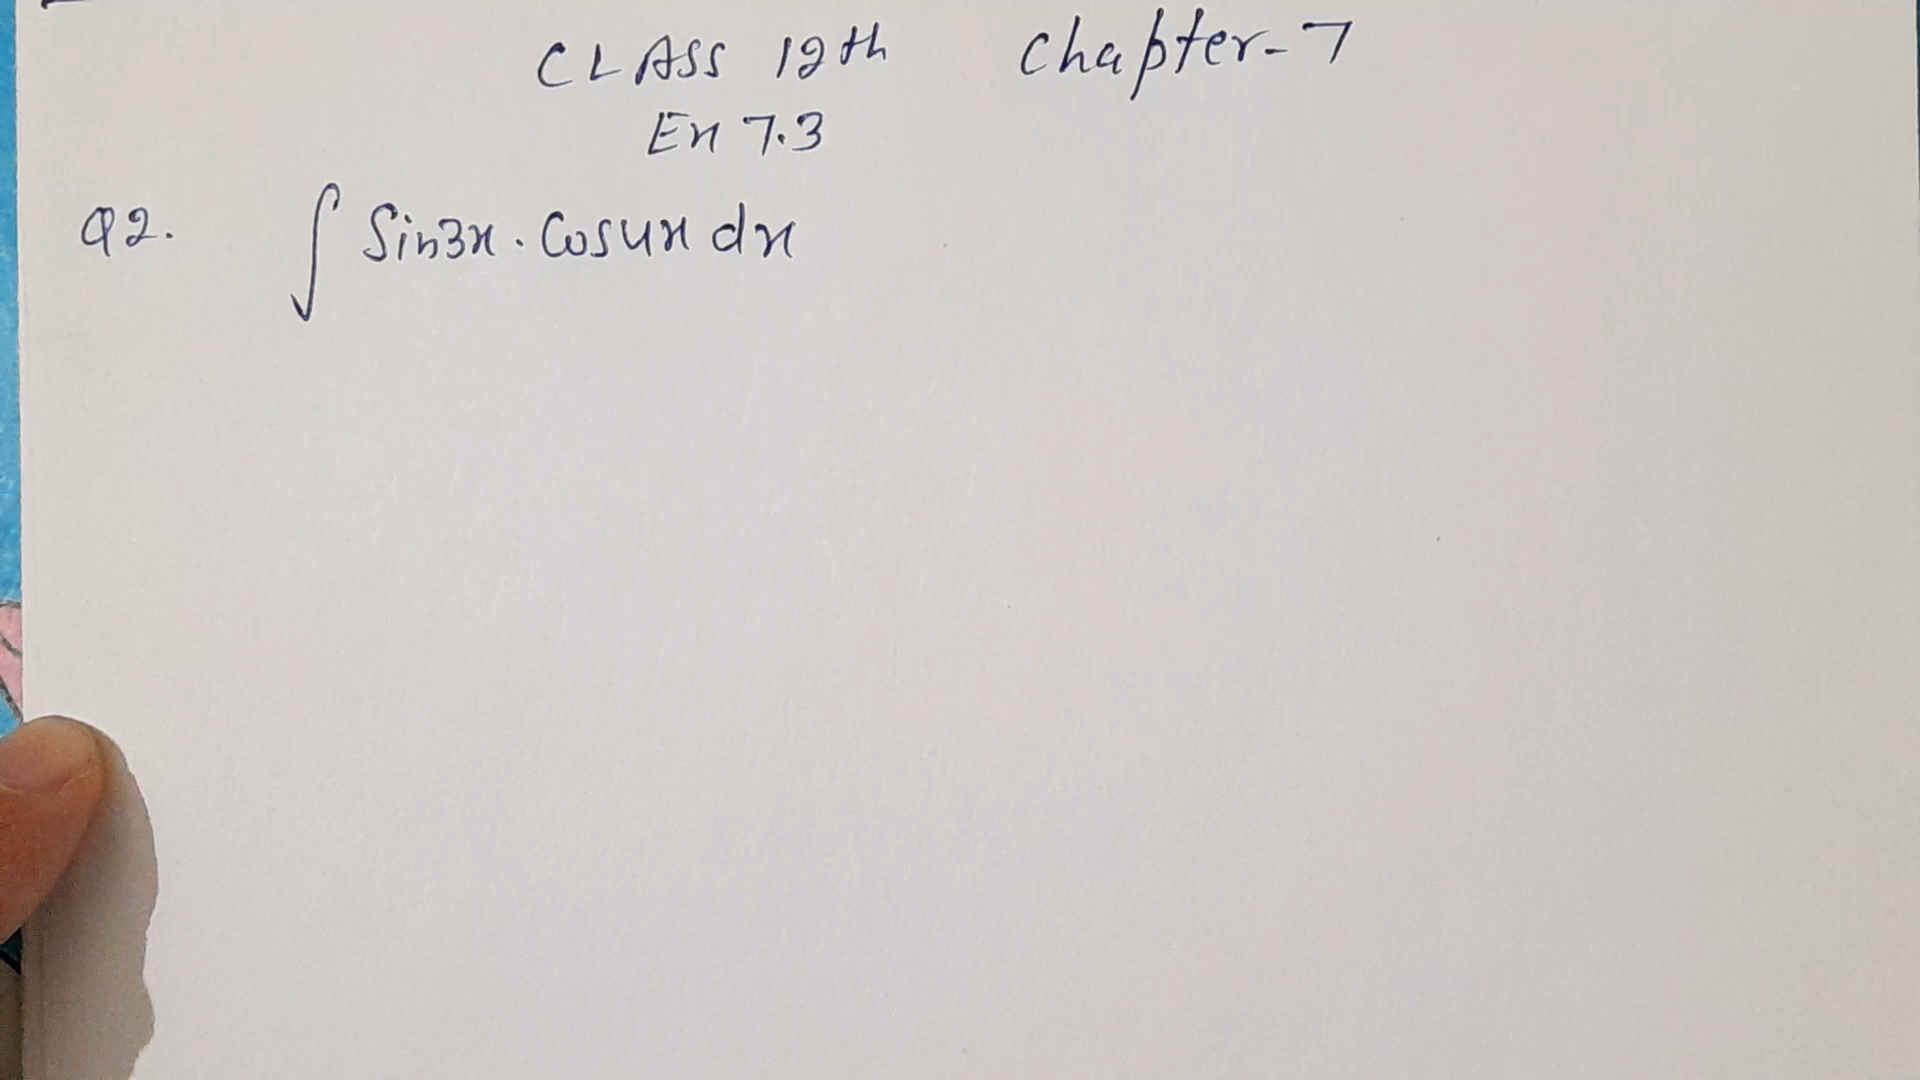 CLASS 12th Chapter-7
Ex 7.3
Q2. ∫ Sin3x . Cos4x dx